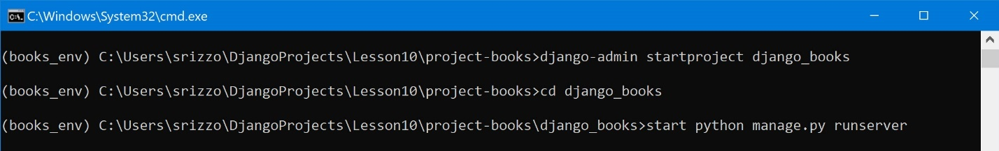 C:\Windows\System32\cmd.exe
(books_env) C:\Users\srizzo\DjangoProjects\Lesson10\project-books>django-admin startproject django_books
(books_env) C:\Users\srizzo\DjangoProjects\Lesson10\project-books>cd django_books
(books_env) C:\Users\srizzo\DjangoProjects\Lesson10\project-books\django_books>start python manage.py runserver